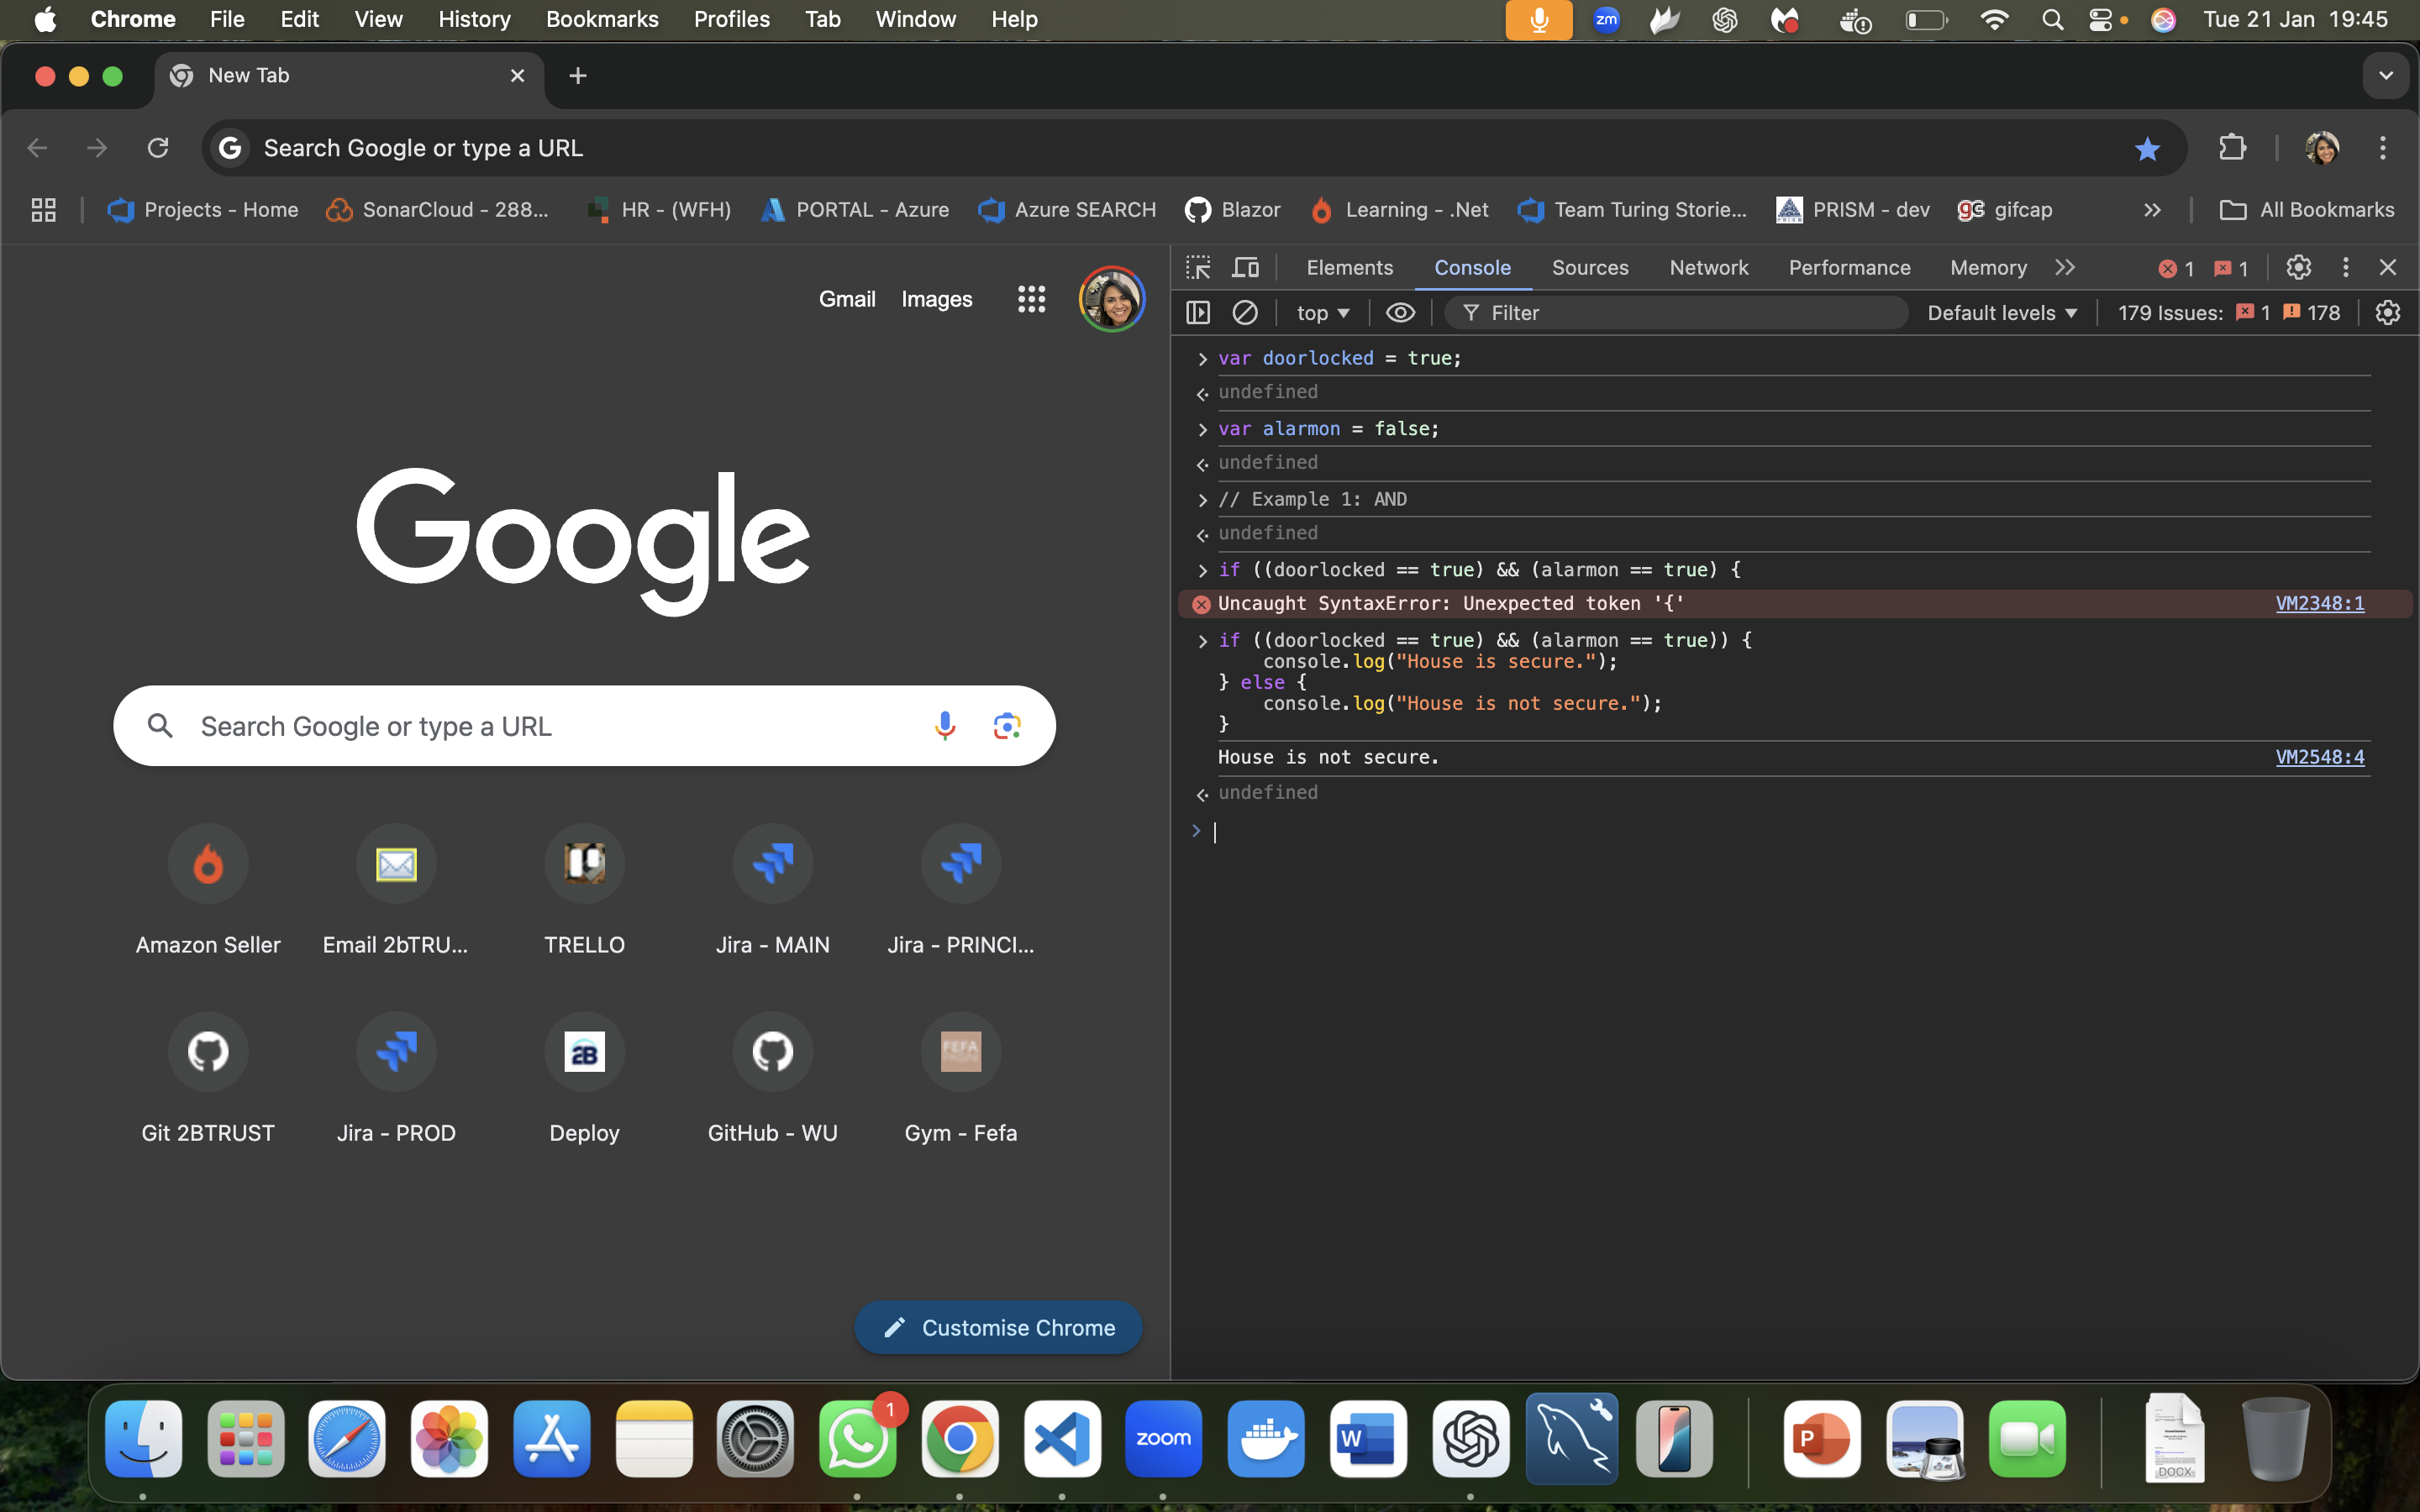 Chrome File Edit View History Bookmarks Profiles Tab Window Help zm Tue 21 Jan 19:45
New Tab
Search Google or type a URL
Projects - Home SonarCloud - 288... HR - (WFH) PORTAL - Azure Azure SEARCH Blazor Learning - .Net Team Turing Storie... PRISM - dev gifcap All Bookmarks
Gmail Images
Google
Search Google or type a URL
Amazon Seller Email 2bTRU... TRELLO Jira - MAIN Jira - PRINCI...
2B FEFA
Git 2BTRUST Jira - PROD Deploy GitHub - WU Gym - Fefa
Customise Chrome
Elements Console Sources Network Performance Memory 1 1
top Filter Default levels 179 Issues: 1 178
var doorlocked = true;
undefined
var alarmon = false;
undefined
// Example 1: AND
undefined
if ((doorlocked == true) && (alarmon == true) {
Uncaught SyntaxError: Unexpected token '{' VM2348:1
if ((doorlocked == true) && (alarmon == true)) {
console.log("House is secure.");
} else {
console.log("House is not secure.");
}
House is not secure. VM2548:4
undefined
1
zoom W P DOCX